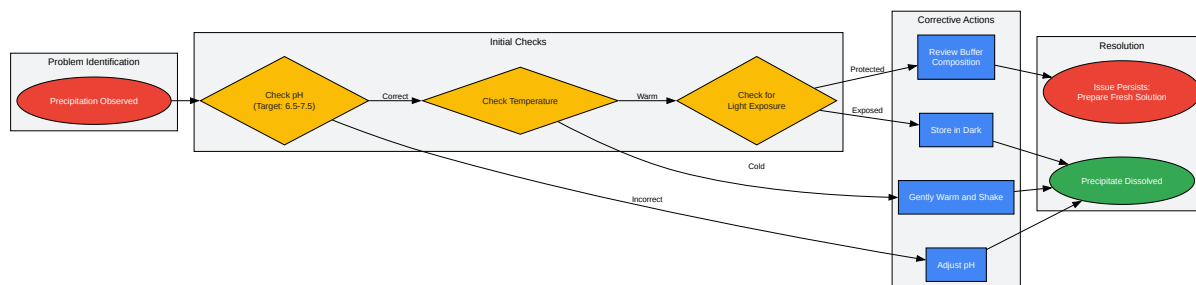 Problem Identification
Precipitation Observed
Initial Checks
Check pH
(Target: 6.5-7.5)
Correct
Check Temperature
Warm
Check for
Light Exposure
Protected
Exposed
Cold
Incorrect
Corrective Actions
Review Buffer
Composition
Store in Dark
Gently Warm and Shake
Adjust pH
Resolution
Issue Persists:
Prepare Fresh Solution
Precipitate Dissolved